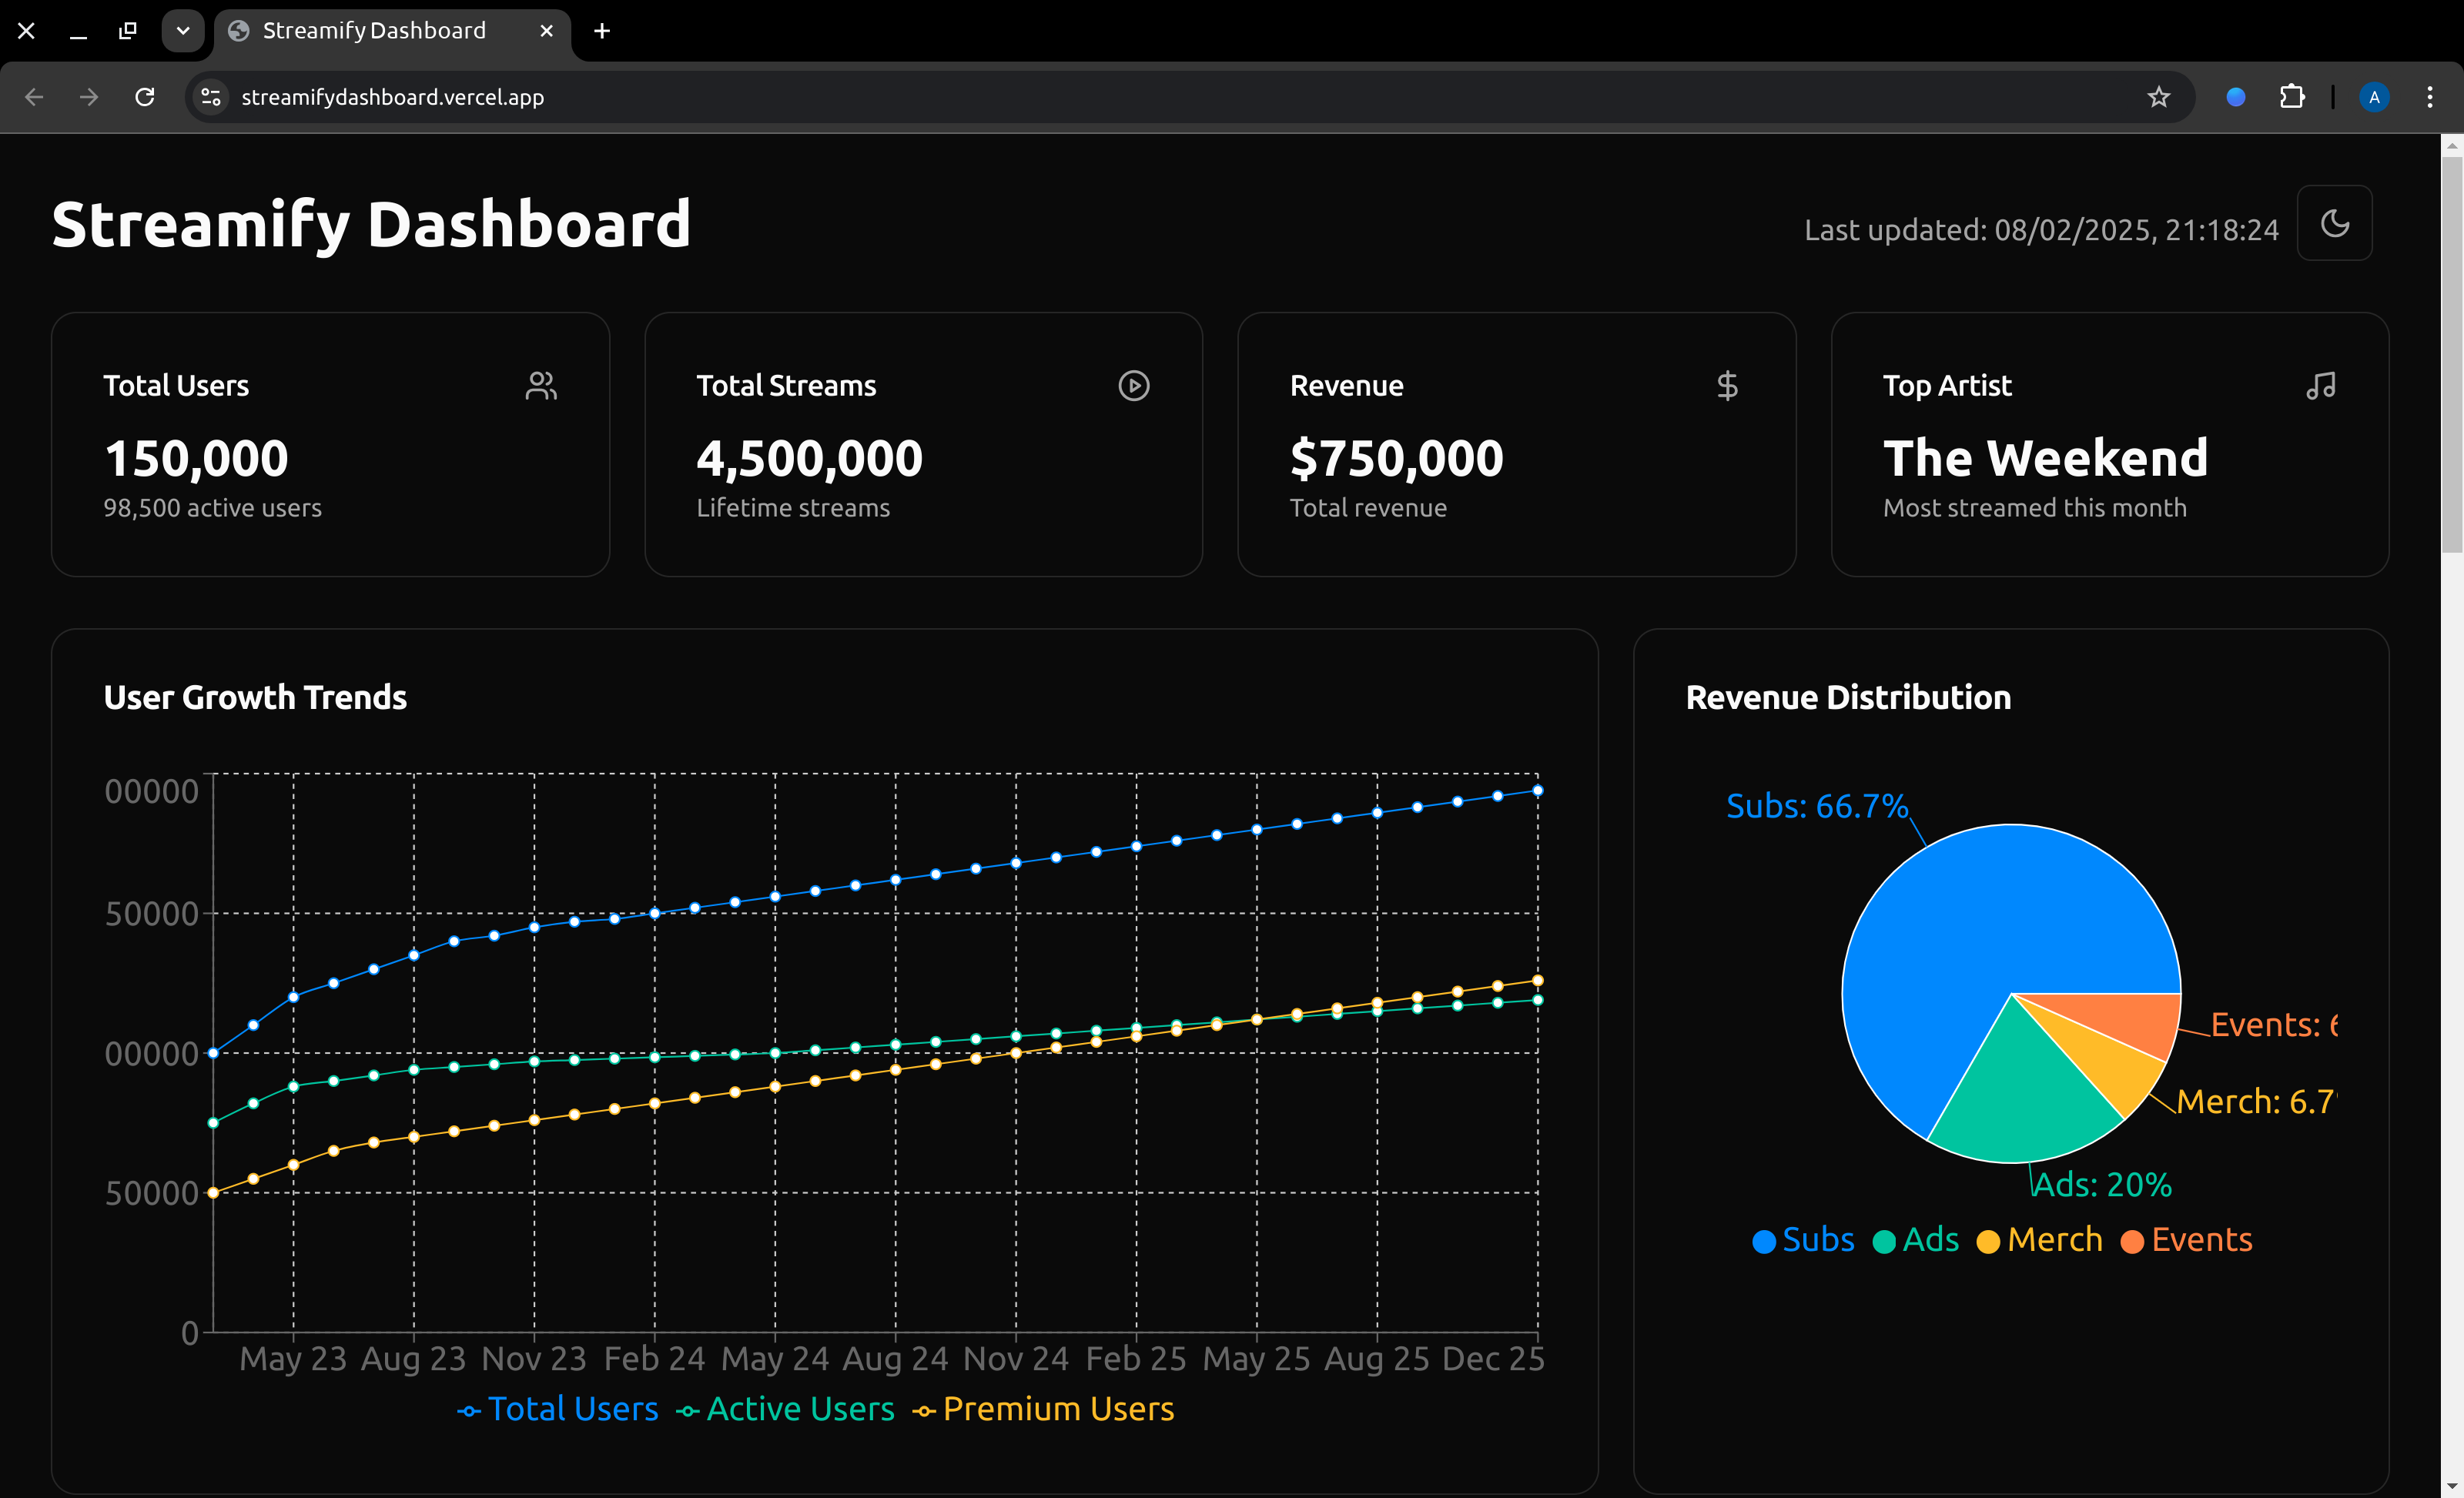 Streamify Dashboard
streamifydashboard.vercel.app
A
Streamify Dashboard
Last updated: 08/02/2025, 21:18:24
Total Users
150,000
98,500 active users
Total Streams
4,500,000
Lifetime streams
Revenue
$750,000
Total revenue
Top Artist
The Weekend
Most streamed this month
User Growth Trends
00000
50000
00000
50000
0
May 23 Aug 23 Nov 23 Feb 24 May 24 Aug 24 Nov 24 Feb 25 May 25 Aug 25 Dec 25
Total Users Active Users Premium Users
Revenue Distribution
Subs: 66.7%
Events:
Merch: 6.7
Ads: 20%
Subs Ads Merch Events